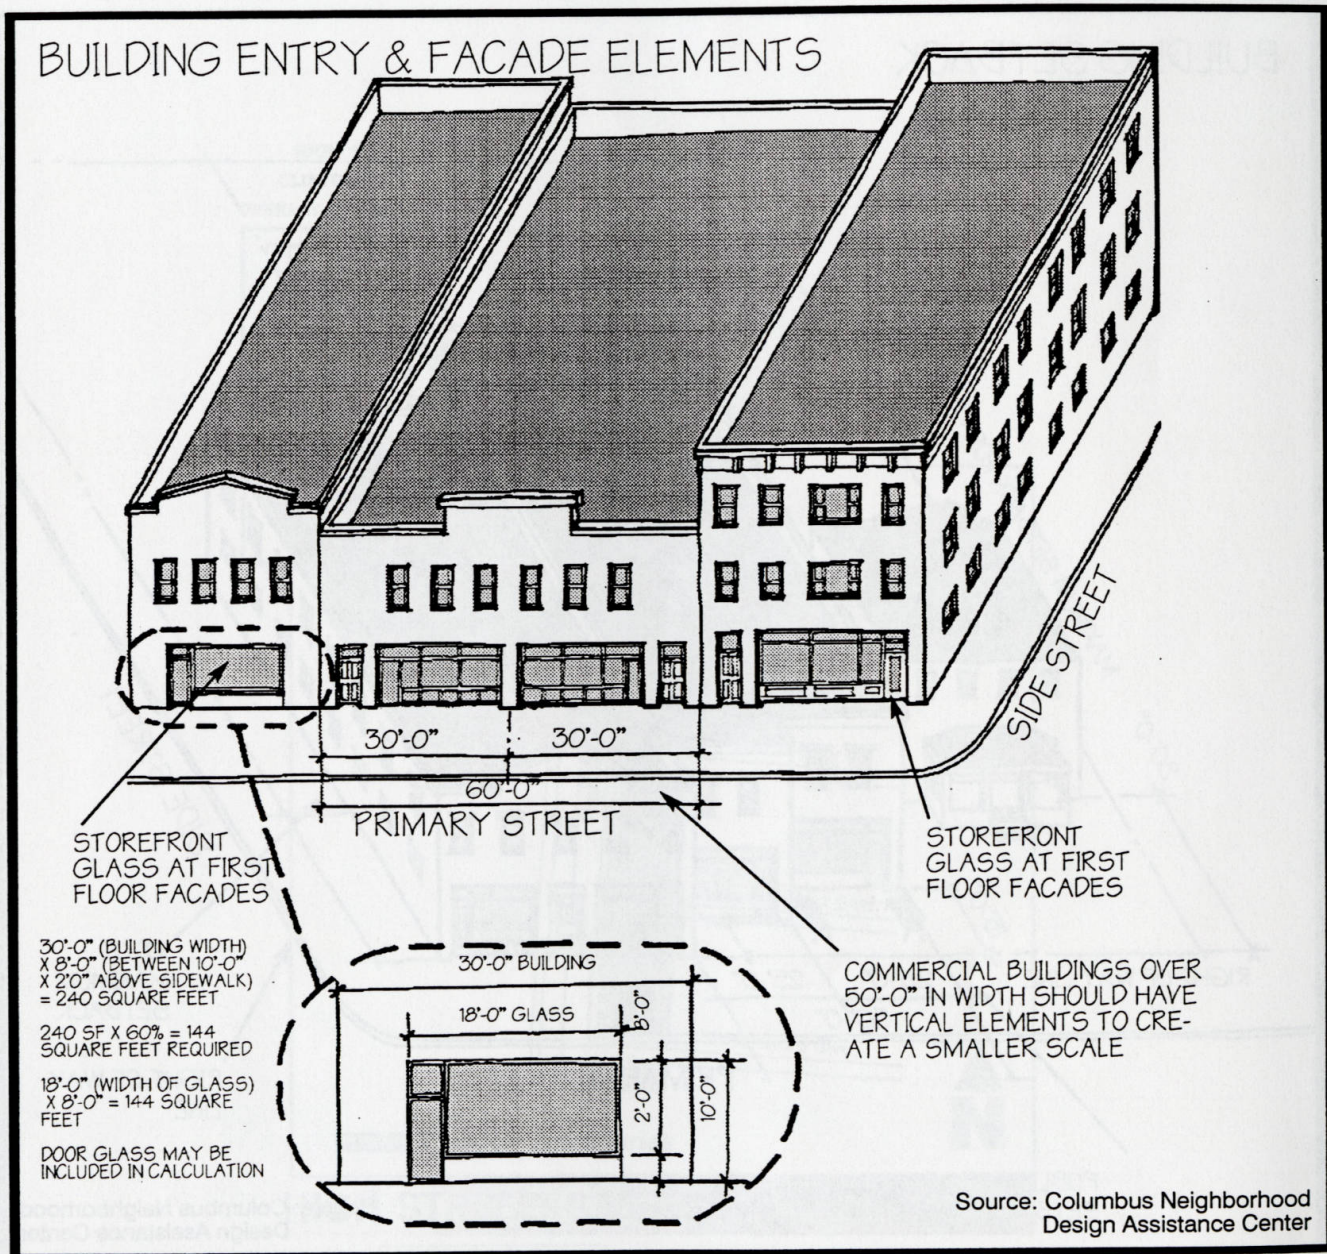 BUILDING ENTRY & FACADE ELEMENTS
SIDE STREET
30'-0"
30'-0"
60'-0"
PRIMARY STREET
STOREFRONT
GLASS AT FIRST
FLOOR FACADES
STOREFRONT
GLASS AT FIRST
FLOOR FACADES
30'-0" (BUILDING WIDTH)
X 8'-0" (BETWEEN 10'-0"
X 2'0" ABOVE SIDEWALK)
= 240 SQUARE FEET
240 SF X 60% = 144
SQUARE FEET REQUIRED
18'-0" (WIDTH OF GLASS)
X 8'-0" = 144 SQUARE
FEET
DOOR GLASS MAY BE
INCLUDED IN CALCULATION
30'-0" BUILDING
18'-0" GLASS
8'-0"
2'-0"
10'-0"
COMMERCIAL BUILDINGS OVER
50'-0" IN WIDTH SHOULD HAVE
VERTICAL ELEMENTS TO CRE-
ATE A SMALLER SCALE
Source: Columbus Neighborhood
Design Assistance Center